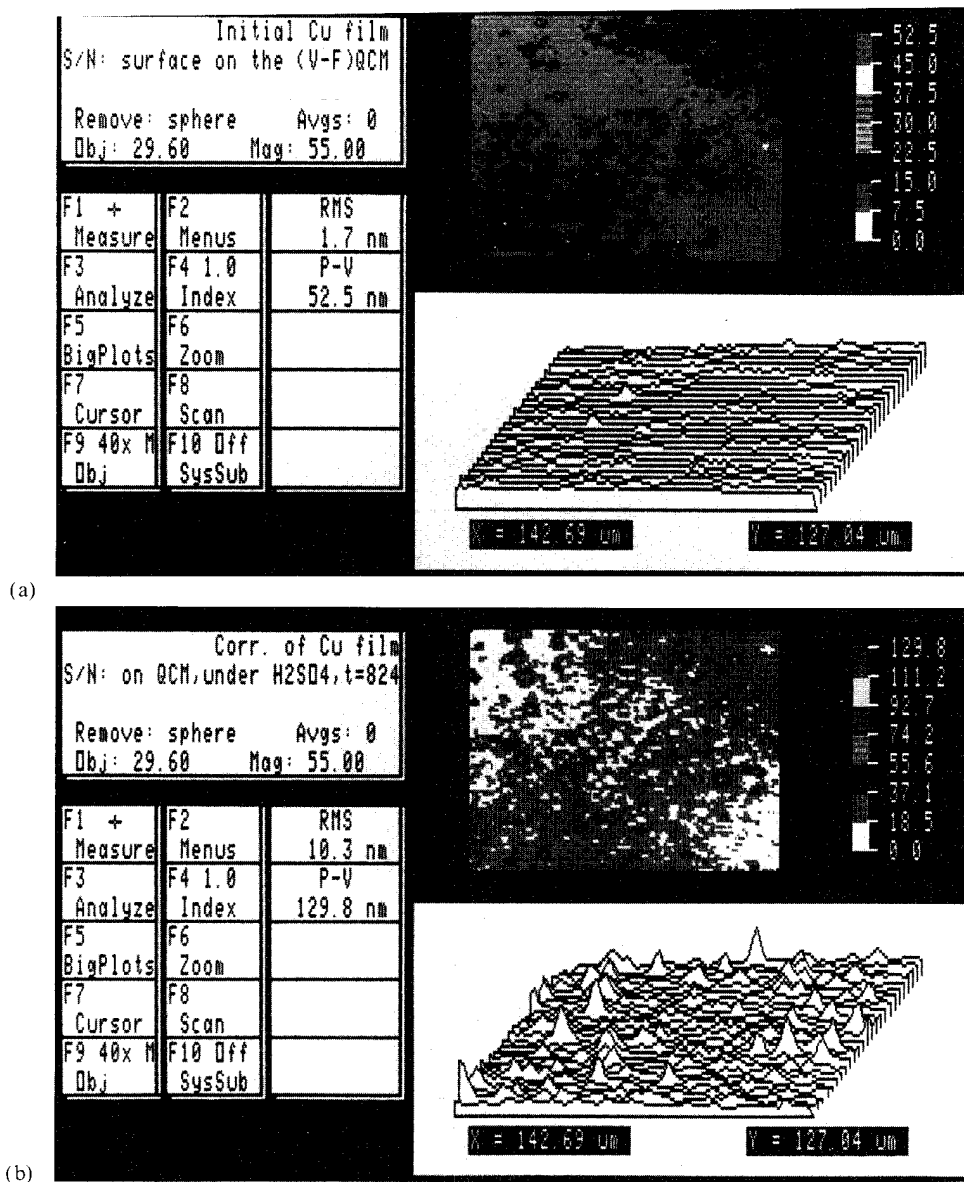 Initial Cu film
S/N: surface on the (V-F)QCM
Remove: sphere Avgs: 0
Obj: 29.60 Mag: 55.00
F1 + F2 RMS
Measure Menus 1.7 nm
F3 F4 1.0 P-V
Analyze Index 52.5 nm
F5 F6
BigPlots Zoom
F7 F8
Cursor Scan
F9 40x M F10 Off
Obj SysSub
52.5
45.0
37.5
30.0
22.5
15.0
7.5
0.0
X = 142.69 um Y = 127.04 um
(a)
Corr. of Cu film
S/N: on QCM,under H2SO4,t=824
Remove: sphere Avgs: 0
Obj: 29.60 Mag: 55.00
F1 + F2 RMS
Measure Menus 10.3 nm
F3 F4 1.0 P-V
Analyze Index 129.8 nm
F5 F6
BigPlots Zoom
F7 F8
Cursor Scan
F9 40x M F10 Off
Obj SysSub
129.8
111.2
92.7
74.2
55.6
37.1
18.5
0.0
X = 142.69 um Y = 127.04 um
(b)